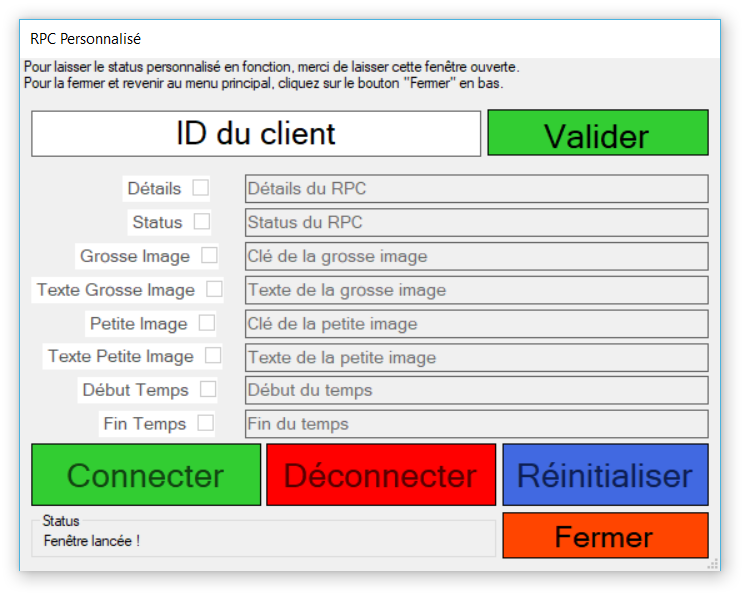 RPC Personnalisé
Pour laisser le status personnalisé en fonction, merci de laisser cette fenêtre ouverte.
Pour la fermer et revenir au menu principal, cliquez sur le bouton "Fermer" en bas.
ID du client
Valider
Détails
Détails du RPC
Status
Status du RPC
Grosse Image
Clé de la grosse image
Texte Grosse Image
Texte de la grosse image
Petite Image
Clé de la petite image
Texte Petite Image
Texte de la petite image
Début Temps
Début du temps
Fin Temps
Fin du temps
Connecter
Déconnecter
Réinitialiser
Status
Fenêtre lancée !
Fermer